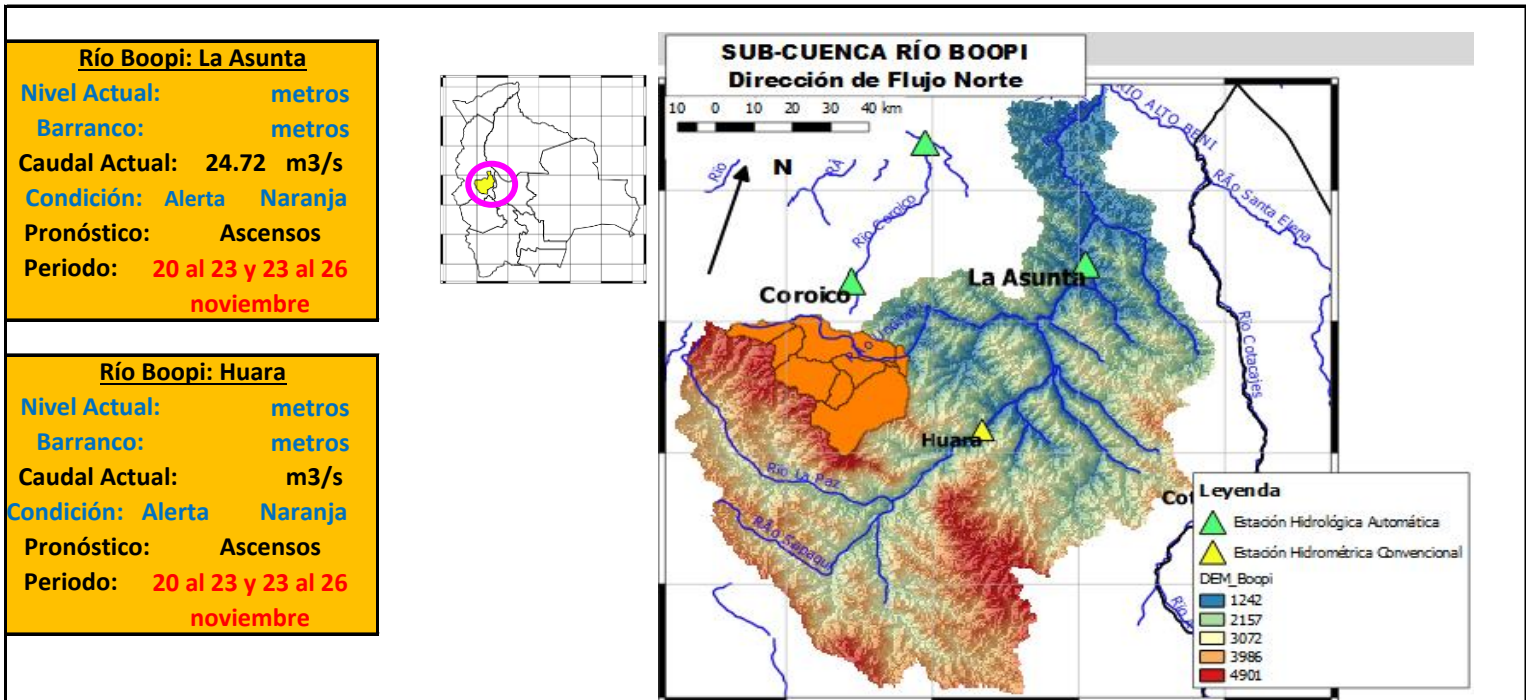 Río Boopi: La Asunta
Nivel Actual: metros
Barranco: metros
Caudal Actual: 24.72 m3/s
Condición: Alerta Naranja
Pronóstico: Ascensos
Periodo: 20 al 23 y 23 al 26
noviembre
Río Boopi: Huara
Nivel Actual: metros
Barranco: metros
Caudal Actual: m3/s
Condición: Alerta Naranja
Pronóstico: Ascensos
Periodo: 20 al 23 y 23 al 26
noviembre
SUB-CUENCA RÍO BOOPI
Dirección de Flujo Norte
10 0 10 20 30 40 km
N
RÍO ALTO BENI
Río
RÃ
RÃo Santa Elena
Río Coroico
La Asunta
Coroico
Río Cotacajes
Huara
Río La Paz
RÃo Sapaqui
Cot
Leyenda
Estación Hidrológica Automática
Estación Hidrométrica Convencional
DEM_Boopi
1242
2157
3072
3986
4901